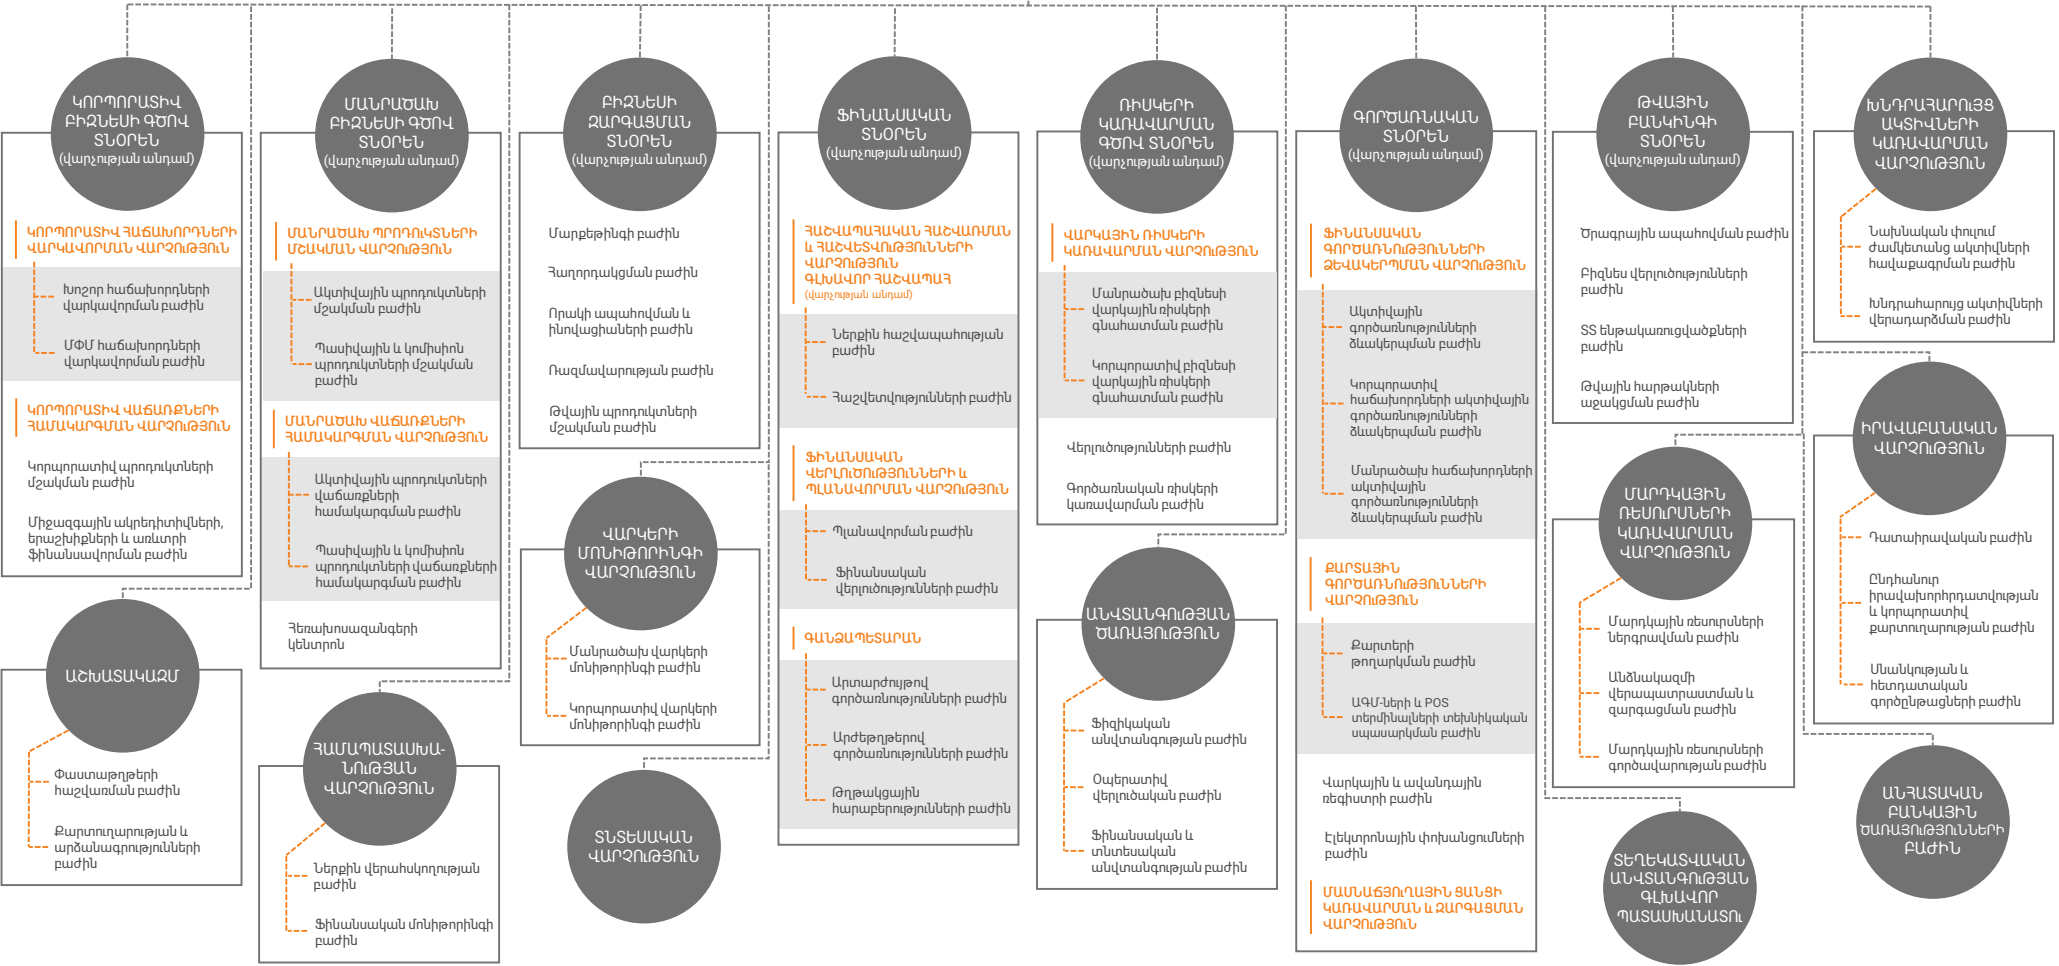 ԿՈՐՊՈՐԱՏԻՎ
ԲԻԶՆԵՍԻ ԳԾՈՎ
ՏՆՕՐԵՆ
(վարչության անդամ)
ԿՈՐՊՈՐԱՏԻՎ ՀԱՃԱԽՈՐԴՆԵՐԻ
ՎԱՐԿԱՎՈՐՄԱՆ ՎԱՐՉՈՒԹՅՈՒՆ
Խոշոր հաճախորդների
վարկավորման բաժին
ՄՓՄ հաճախորդների
վարկավորման բաժին
ԿՈՐՊՈՐԱՏԻՎ ՎԱՃԱՌՔՆԵՐԻ
ՀԱՄԱԿԱՐԳՄԱՆ ՎԱՐՉՈՒԹՅՈՒՆ
Կորպորատիվ պրոդուկտների
մշակման բաժին
Միջազգային ակրեդիտիվների,
երաշխիքների և առևտրի
ֆինանսավորման բաժին
ԱՇԽԱՏԱԿԱԶՄ
Փաստաթղթերի
հաշվառման բաժին
Քարտուղարության և
արձանագրությունների
բաժին
ՄԱՆՐԱԾԱԽ
ԲԻԶՆԵՍԻ ԳԾՈՎ
ՏՆՕՐԵՆ
(վարչության անդամ)
ՄԱՆՐԱԾԱԽ ՊՐՈԴՈՒԿՏՆԵՐԻ
ՄՇԱԿՄԱՆ ՎԱՐՉՈՒԹՅՈՒՆ
Ակտիվային պրոդուկտների
մշակման բաժին
Պասիվային և կոմիսիոն
պրոդուկտների մշակման
բաժին
ՄԱՆՐԱԾԱԽ ՎԱՃԱՌՔՆԵՐԻ
ՀԱՄԱԿԱՐԳՄԱՆ ՎԱՐՉՈՒԹՅՈՒՆ
Ակտիվային պրոդուկտների
վաճառքների
համակարգման բաժին
Պասիվային և կոմիսիոն
պրոդուկտների վաճառքների
համակարգման բաժին
Հեռախոսազանգերի
կենտրոն
ՀԱՄԱՊԱՏԱՍԽԱ-
ՆՈՒԹՅԱՆ
ՎԱՐՉՈՒԹՅՈՒՆ
Ներքին վերահսկողության
բաժին
Ֆինանսական մոնիթորինգի
բաժին
ԲԻԶՆԵՍԻ
ԶԱՐԳԱՑՄԱՆ
ՏՆՕՐԵՆ
(վարչության անդամ)
Մարքեթինգի բաժին
Հաղորդակցման բաժին
Որակի ապահովման և
ինովացիաների բաժին
Ռազմավարության բաժին
Թվային պրոդուկտների
մշակման բաժին
ՎԱՐԿԵՐԻ
ՄՈՆԻԹՈՐԻՆԳԻ
ՎԱՐՉՈՒԹՅՈՒՆ
Մանրածախ վարկերի
մոնիթորինգի բաժին
Կորպորատիվ վարկերի
մոնիթորինգի բաժին
ՏՆՏԵՍԱԿԱՆ
ՎԱՐՉՈՒԹՅՈՒՆ
ՖԻՆԱՆՍԱԿԱՆ
ՏՆՕՐԵՆ
(վարչության անդամ)
ՀԱՇՎԱՊԱՀԱԿԱՆ ՀԱՇՎԱՌՄԱՆ
և ՀԱՇՎԵՏՎՈՒԹՅՈՒՆՆԵՐԻ
ՎԱՐՉՈՒԹՅՈՒՆ
ԳԼԽԱՎՈՐ ՀԱՇՎԱՊԱՀ
(վարչության անդամ)
Ներքին հաշվապահության
բաժին
Հաշվետվությունների բաժին
ՖԻՆԱՆՍԱԿԱՆ
ՎԵՐԼՈՒԾՈՒԹՅՈՒՆՆԵՐԻ և
ՊԼԱՆԱՎՈՐՄԱՆ ՎԱՐՉՈՒԹՅՈՒՆ
Պլանավորման բաժին
Ֆինանսական
վերլուծությունների բաժին
ԳԱՆՁԱՊԵՏԱՐԱՆ
Արտարժույթով
գործառնությունների բաժին
Արժեթղթերով
գործառնությունների բաժին
Թղթակցային
հարաբերությունների բաժին
ՌԻՍԿԵՐԻ
ԿԱՌԱՎԱՐՄԱՆ
ԳԾՈՎ ՏՆՕՐԵՆ
(վարչության անդամ)
ՎԱՐԿԱՅԻՆ ՌԻՍԿԵՐԻ
ԿԱՌԱՎԱՐՄԱՆ ՎԱՐՉՈՒԹՅՈՒՆ
Մանրածախ բիզնեսի
վարկային ռիսկերի
գնահատման բաժին
Կորպորատիվ բիզնեսի
վարկային ռիսկերի
գնահատման բաժին
Վերլուծությունների բաժին
Գործառնական ռիսկերի
կառավարման բաժին
ԱՆՎՏԱՆԳՈՒԹՅԱՆ
ԾԱՌԱՅՈՒԹՅՈՒՆ
Ֆիզիկական
անվտանգության բաժին
Օպերատիվ
վերլուծական բաժին
Ֆինանսական և
տնտեսական
անվտանգության բաժին
ԳՈՐԾԱՌՆԱԿԱՆ
ՏՆՕՐԵՆ
(վարչության անդամ)
ՖԻՆԱՆՍԱԿԱՆ
ԳՈՐԾԱՌՆՈՒԹՅՈՒՆՆԵՐԻ
ՁԵՎԱԿԵՐՊՄԱՆ ՎԱՐՉՈՒԹՅՈՒՆ
Ակտիվային
գործառնությունների
ձևակերպման բաժին
Կորպորատիվ
հաճախորդների ակտիվային
գործառնությունների
ձևակերպման բաժին
Մանրածախ հաճախորդների
ակտիվային
գործառնությունների
ձևակերպման բաժին
ՔԱՐՏԱՅԻՆ
ԳՈՐԾԱՌՆՈՒԹՅՈՒՆՆԵՐԻ
ՎԱՐՉՈՒԹՅՈՒՆ
Քարտերի
թողարկման բաժին
ԱԳՄ-ների և POS
տերմինալների տեխնիկական
սպասարկման բաժին
Վարկային և ավանդային
ռեգիստրի բաժին
Էլեկտրոնային փոխանցումների
բաժին
ՄԱՍՆԱՃՅՈՒՂԱՅԻՆ ՑԱՆՑԻ
ԿԱՌԱՎԱՐՄԱՆ և ԶԱՐԳԱՑՄԱՆ
ՎԱՐՉՈՒԹՅՈՒՆ
ԹՎԱՅԻՆ
ԲԱՆԿԻՆԳԻ
ՏՆՕՐԵՆ
(վարչության անդամ)
Ծրագրային ապահովման բաժին
Բիզնես վերլուծությունների
բաժին
ՏՏ ենթակառուցվածքների
բաժին
Թվային հարթակների
աջակցման բաժին
ՄԱՐԴԿԱՅԻՆ
ՌԵՍՈՒՐՍՆԵՐԻ
ԿԱՌԱՎԱՐՄԱՆ
ՎԱՐՉՈՒԹՅՈՒՆ
Մարդկային ռեսուրսների
ներգրավման բաժին
Անձնակազմի
վերապատրաստման և
զարգացման բաժին
Մարդկային ռեսուրսների
գործավարության բաժին
ՏԵՂԵԿԱՏՎԱԿԱՆ
ԱՆՎՏԱՆԳՈՒԹՅԱՆ
ԳԼԽԱՎՈՐ
ՊԱՏԱՍԽԱՆԱՏՈՒ
ԽՆԴՐԱՀԱՐՈՒՅՑ
ԱԿՏԻՎՆԵՐԻ
ԿԱՌԱՎԱՐՄԱՆ
ՎԱՐՉՈՒԹՅՈՒՆ
Նախնական փուլում
ժամկետանց ակտիվների
հավաքագրման բաժին
Խնդրահարույց ակտիվների
վերադարձման բաժին
ԻՐԱՎԱԲԱՆԱԿԱՆ
ՎԱՐՉՈՒԹՅՈՒՆ
Դատաիրավական բաժին
Ընդհանուր
իրավախորհրդատվության
և կորպորատիվ
քարտուղարության բաժին
Սնանկության և
հետդատական
գործընթացների բաժին
ԱՆՀԱՏԱԿԱՆ
ԲԱՆԿԱՅԻՆ
ԾԱՌԱՅՈՒԹՅՈՒՆՆԵՐԻ
ԲԱԺԻՆ